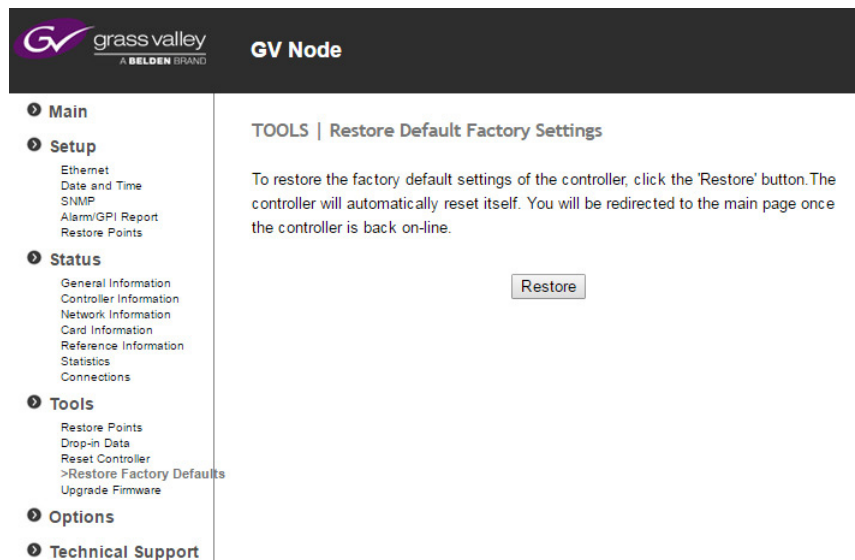 GV grass valley
A BELDEN BRAND
GV Node
Main
Setup
Ethernet
Date and Time
SNMP
Alarm/GPI Report
Restore Points
Status
General Information
Controller Information
Network Information
Card Information
Reference Information
Statistics
Connections
Tools
Restore Points
Drop-in Data
Reset Controller
>Restore Factory Defaults
Upgrade Firmware
Options
Technical Support
TOOLS | Restore Default Factory Settings
To restore the factory default settings of the controller, click the 'Restore' button.The
controller will automatically reset itself. You will be redirected to the main page once
the controller is back on-line.
Restore